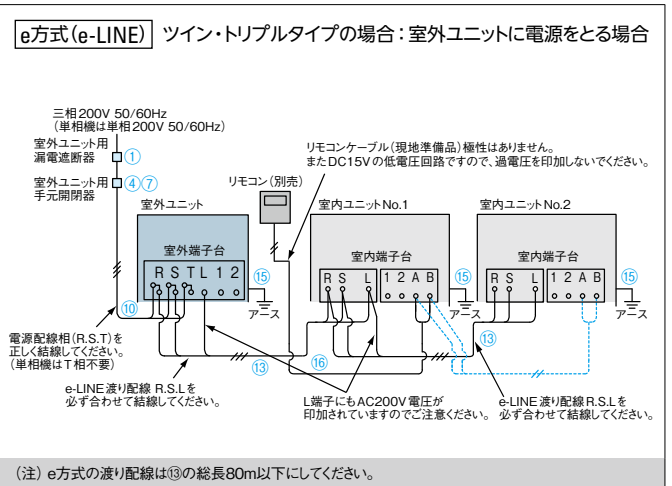 e方式(e-LINE) ツイン・トリプルタイプの場合：室外ユニットに電源をとる場合
三相200V 50/60Hz
(単相機は単相200V 50/60Hz)
室外ユニット用
漏電遮断器
①
室外ユニット用
手元開閉器
④⑦
リモコンケーブル(現地準備品)極性はありません。
またDC15Vの低電圧回路ですので、過電圧を印加しないでください。
リモコン(別売)
室外ユニット
室外端子台
R S T L 1 2
⑮
アース
室内ユニットNo.1
室内端子台
R S L
1 2 A B
⑮
アース
室内ユニットNo.2
室内端子台
R S L
1 2 A B
⑮
アース
⑩
電源配線相(R.S.T)を
正しく結線してください。
(単相機はT相不要)
⑬
⑯
⑬
e-LINE渡り配線 R.S.Lを
必ず合わせて結線してください。
L端子にもAC200V電圧が
印加されていますのでご注意ください。
e-LINE渡り配線R.S.Lを
必ず合わせて結線してください。
(注) e方式の渡り配線は⑬の総長80m以下にしてください。